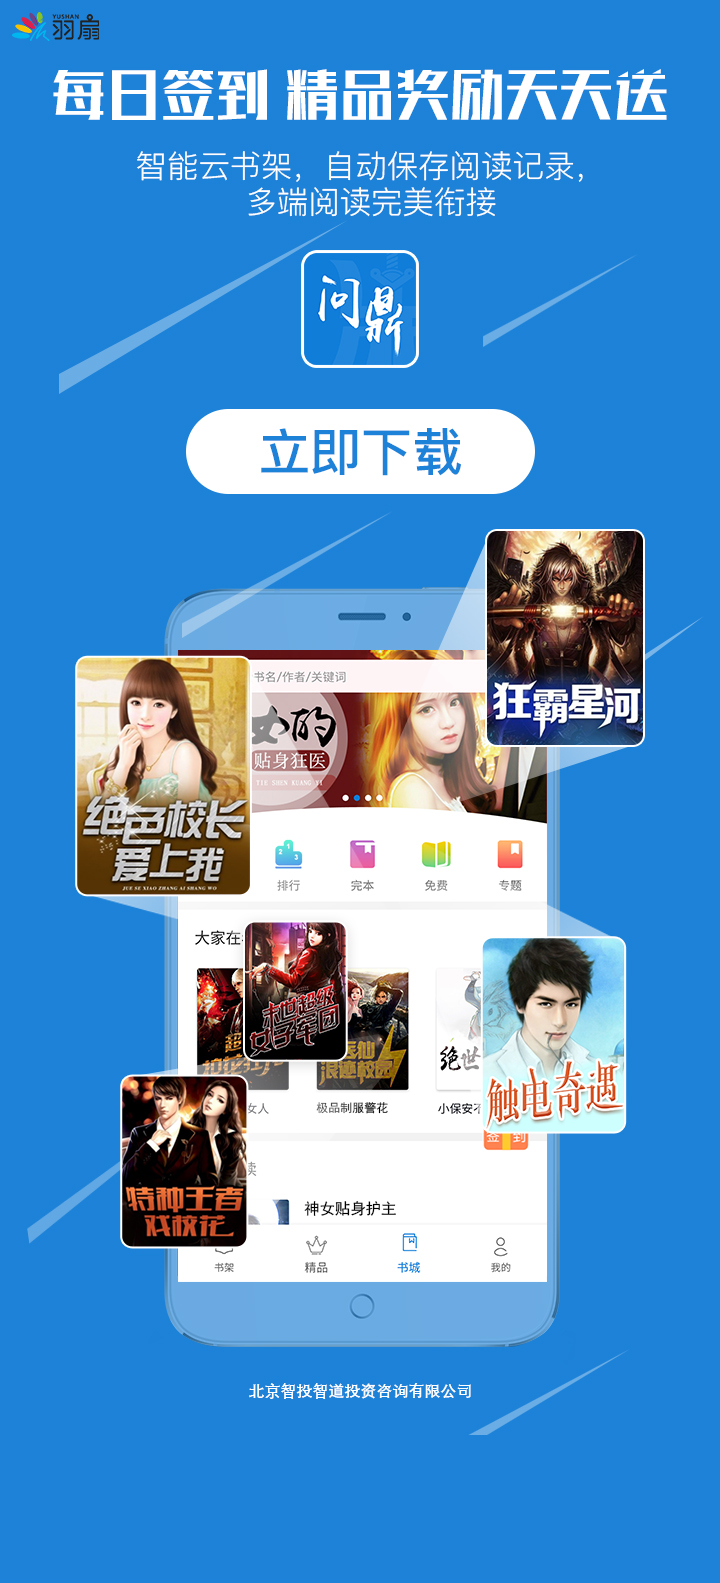 YUSHAN
羽扇
每日签到 精品奖励天天送
智能云书架，自动保存阅读记录，
多端阅读完美衔接
问鼎
立即下载
狂霸星河
书名/作者/关键词
女的
贴身狂医
TIE SHEN KUANG YI
绝色校长
爱上我
JUE SE XIAO ZHANG AI SHANG WO
排行
完本
免费
专题
大家在
末世超级
女子军团
绝世
触电奇遇
女人
极品制服警花
小保安
签到
特种王者
戏校花
读
神女贴身护主
书架
精品
书城
我的
北京智投智道投资咨询有限公司